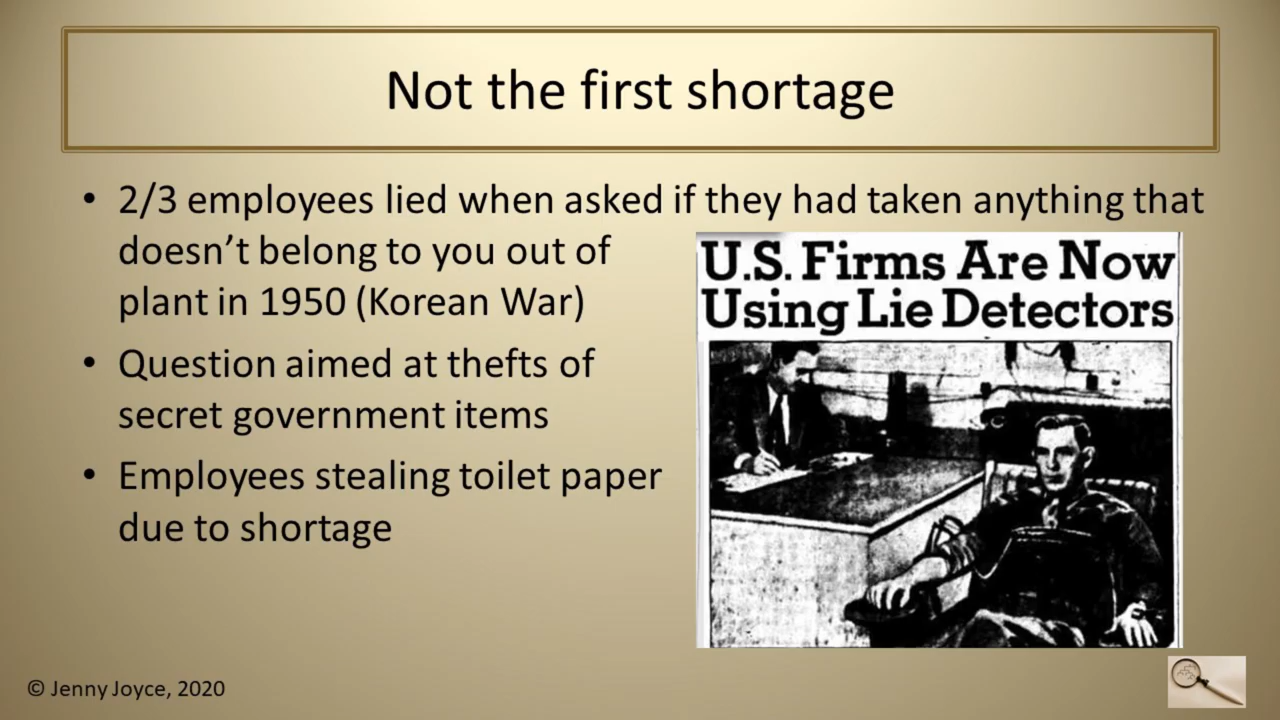 Not the first shortage
• 2/3 employees lied when asked if they had taken anything that
doesn’t belong to you out of
plant in 1950 (Korean War)
• Question aimed at thefts of
secret government items
• Employees stealing toilet paper
due to shortage
U.S. Firms Are Now
Using Lie Detectors
© Jenny Joyce, 2020